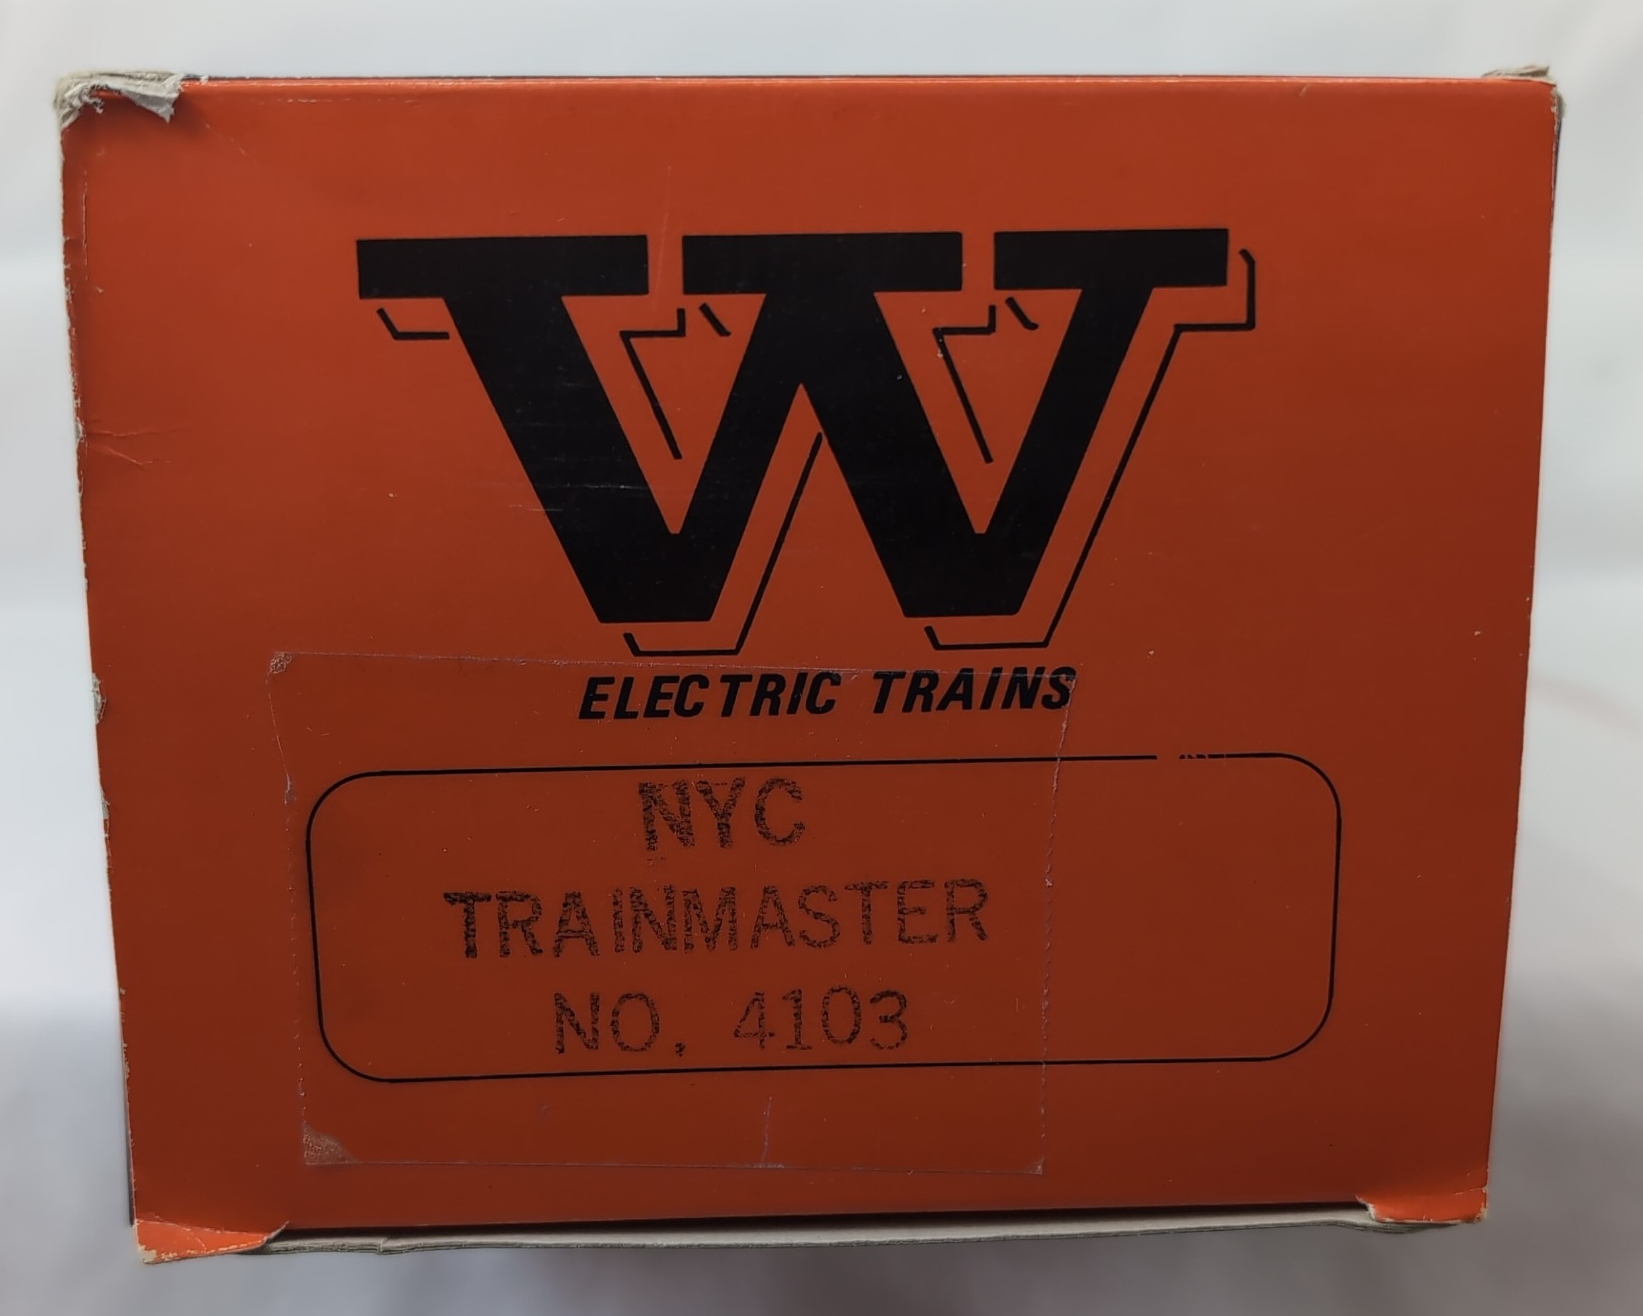 W
ELECTRIC TRAINS
NYC
TRAINMASTER
NO. 4103